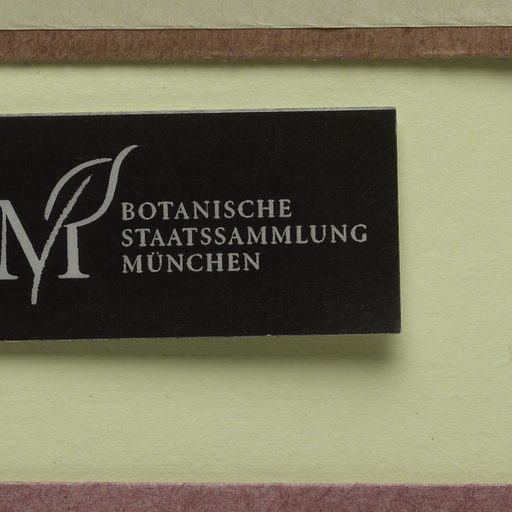 M
BOTANISCHE
STAATSSAMMLUNG
MÜNCHEN